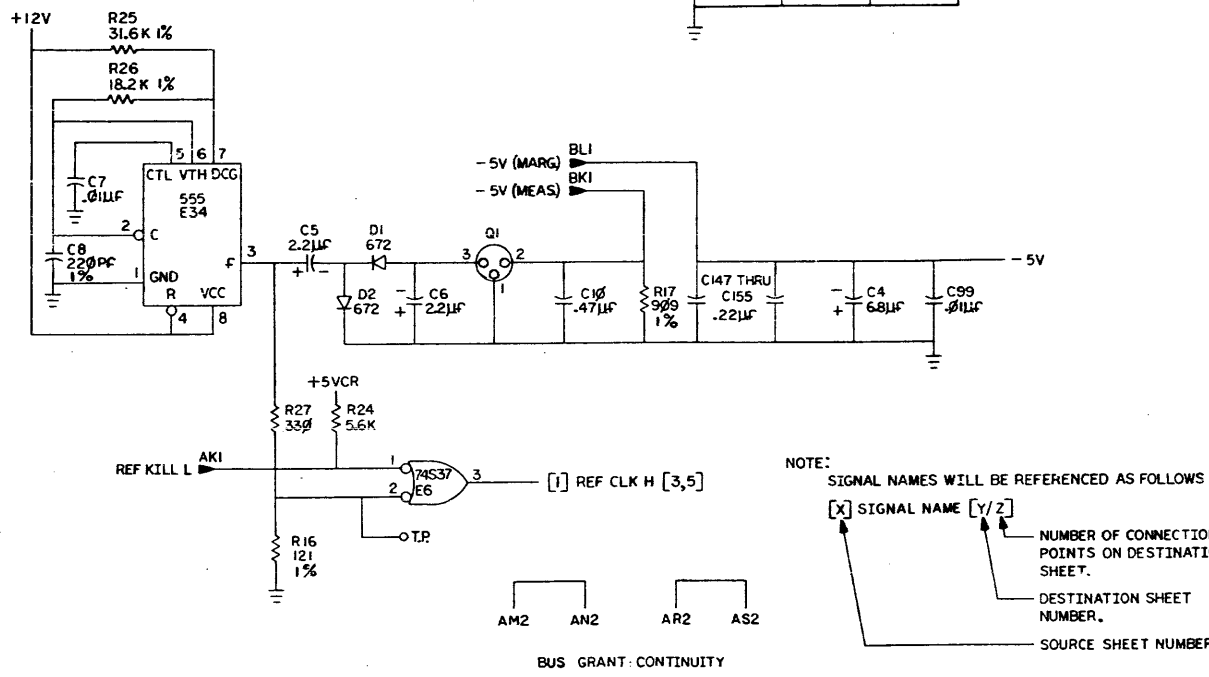 +12V
R25
31.6K 1%
R26
18.2K 1%
5 6 7
CTL VTH DCG
555
E34
C7
.01µF
2
C
C8
220PF
1%
1
GND
R
VCC
4
8
3
F
C5
2.2µF
+ -
D1
672
D2
672
-
C6
+
2.2µF
Q1
3
2
1
-5V (MARG)
BL1
-5V (MEAS)
BK1
C10
.47µF
R17
909
1%
C147 THRU
C155
.22µF
-
C4
+
6.8µF
C99
.01µF
-5V
+5VCR
R27
330
R24
5.6K
REF KILL L
AK1
1
2
74S37
E6
3
[1] REF CLK H [3,5]
T.P.
R16
121
1%
AM2 AN2 AR2 AS2
BUS GRANT CONTINUITY
NOTE:
SIGNAL NAMES WILL BE REFERENCED AS FOLLOWS
[X] SIGNAL NAME [Y/Z]
NUMBER OF CONNECTIO
POINTS ON DESTINATI
SHEET.
DESTINATION SHEET
NUMBER.
SOURCE SHEET NUMBER